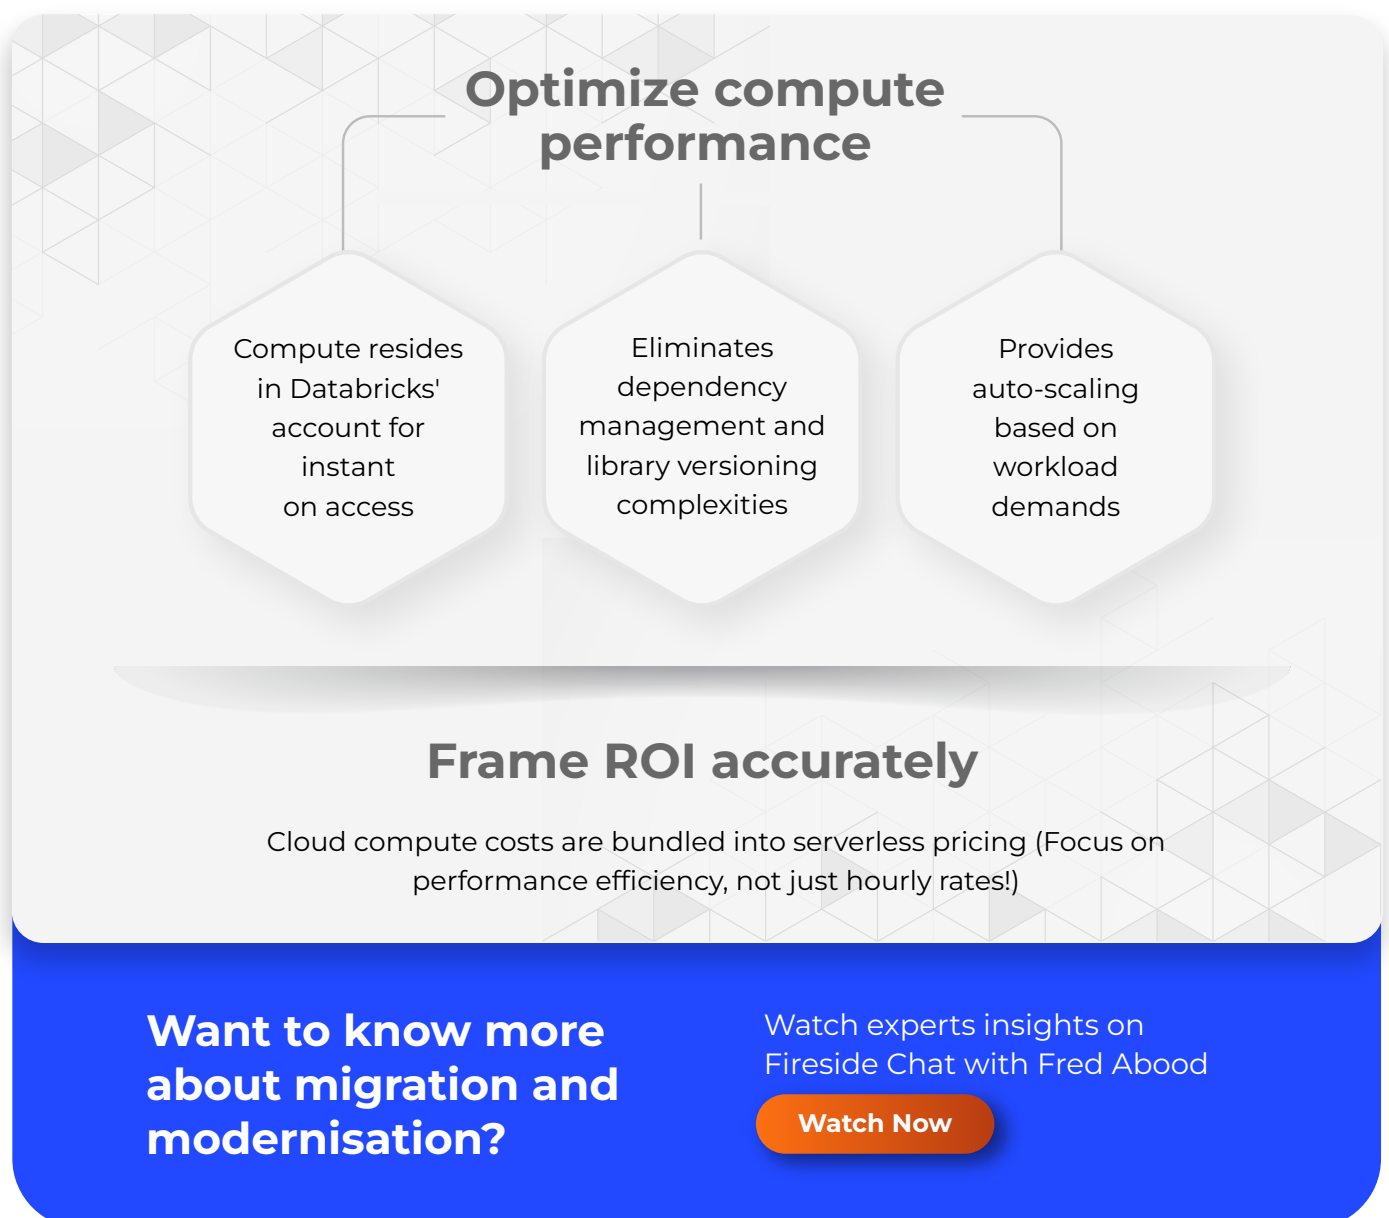 Optimize compute
performance
Compute resides
in Databricks'
account for
instant
on access
Eliminates
dependency
management and
library versioning
complexities
Provides
auto-scaling
based on
workload
demands
Frame ROI accurately
Cloud compute costs are bundled into serverless pricing (Focus on
performance efficiency, not just hourly rates!)
Want to know more
about migration and
modernisation?
Watch experts insights on
Fireside Chat with Fred Abood
Watch Now